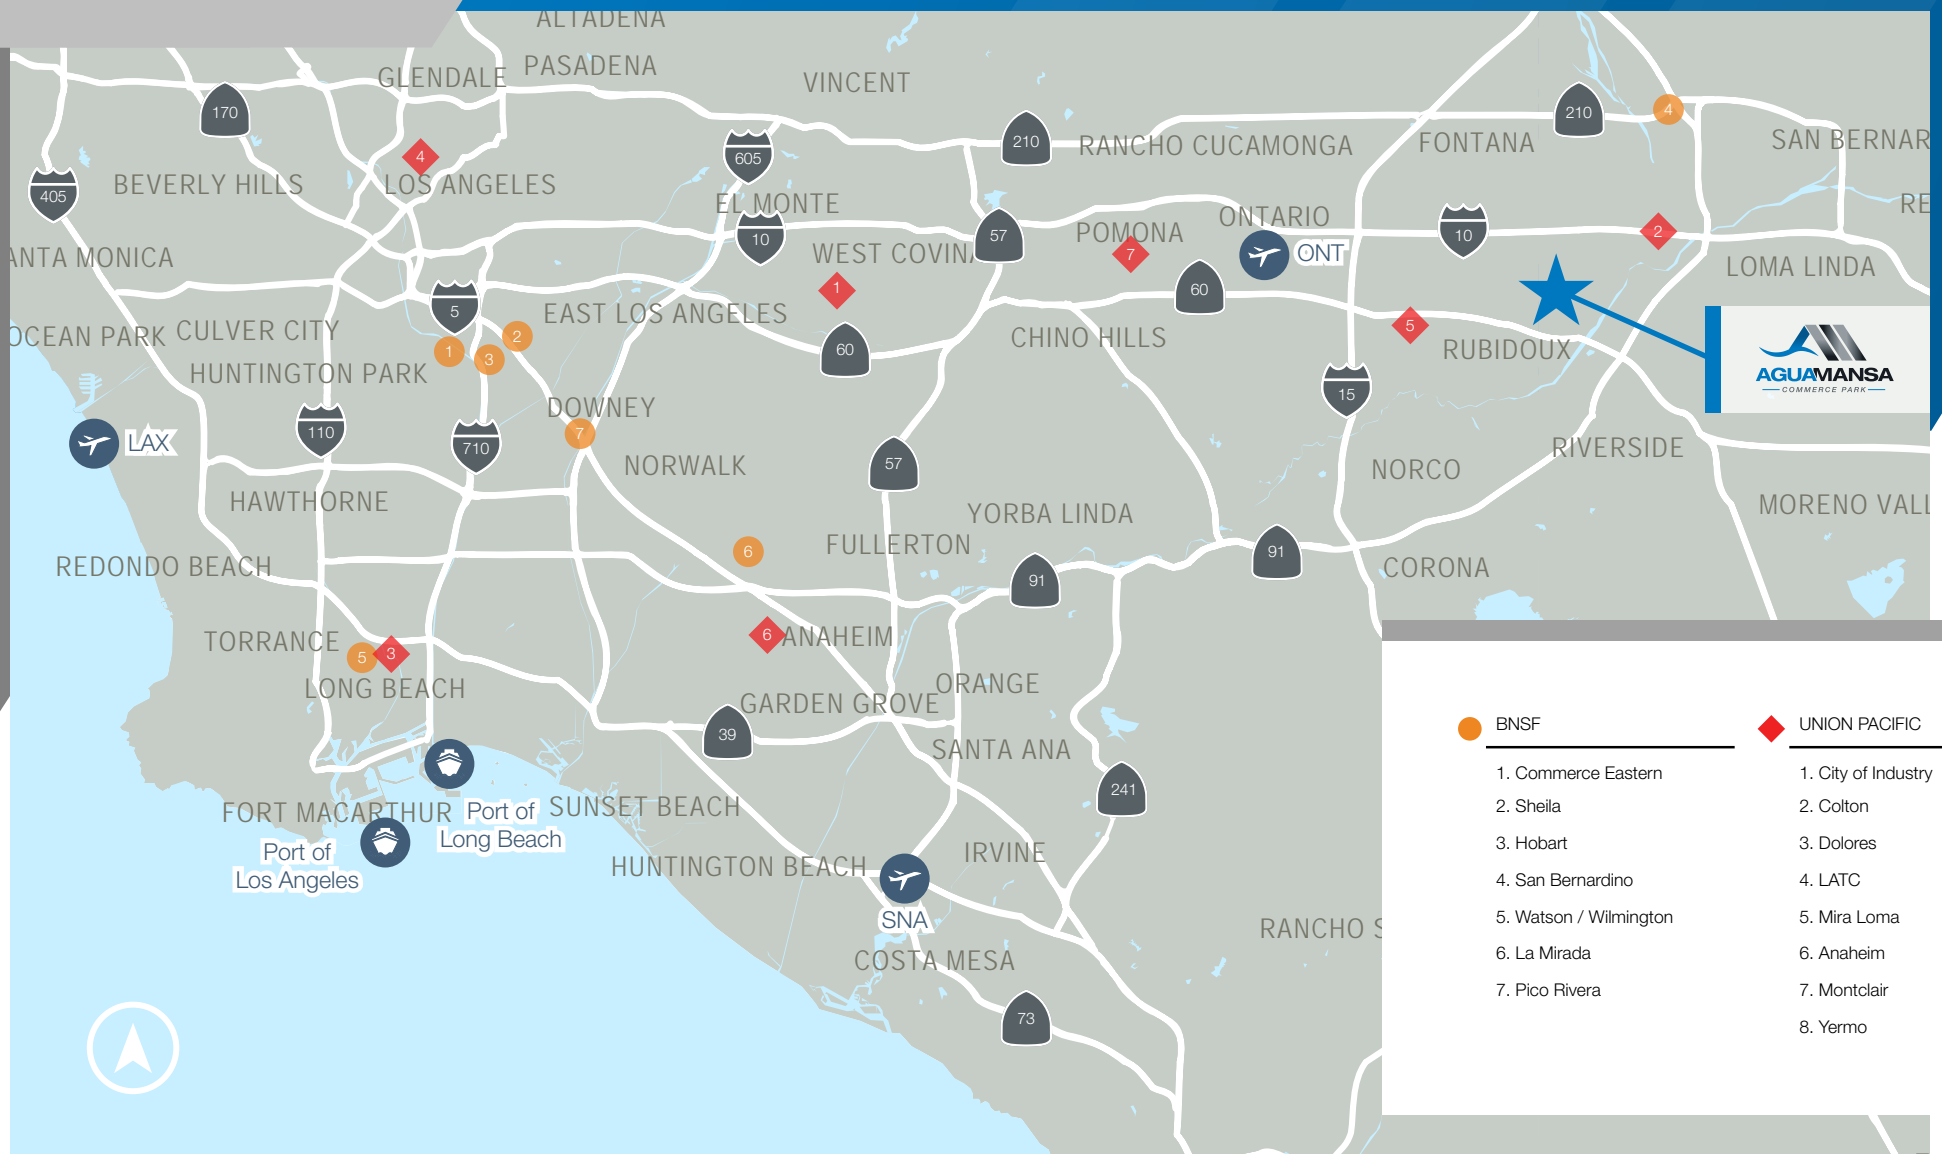 ALTADENA
GLENDALE
PASADENA
VINCENT
170
210
210
4
4
605
RANCHO CUCAMONGA
FONTANA
SAN BERNAR
405
BEVERLY HILLS
LOS ANGELES
EL MONTE
RE
10
57
POMONA
ONTARIO
10
2
ANTA MONICA
WEST COVINA
7
ONT
LOMA LINDA
5
1
60
EAST LOS ANGELES
OCEAN PARK
CULVER CITY
2
1
3
60
CHINO HILLS
5
RUBIDOUX
HUNTINGTON PARK
15
AGUAMANSA
COMMERCE PARK
DOWNEY
LAX
110
710
7
57
NORWALK
NORCO
RIVERSIDE
HAWTHORNE
YORBA LINDA
MORENO VALL
REDONDO BEACH
6
FULLERTON
91
91
CORONA
TORRANCE
5
3
6
ANAHEIM
LONG BEACH
ORANGE
GARDEN GROVE
39
SANTA ANA
241
FORT MACARTHUR
Port of
Long Beach
SUNSET BEACH
Port of
Los Angeles
HUNTINGTON BEACH
IRVINE
SNA
RANCHO S
COSTA MESA
73
BNSF
1. Commerce Eastern
2. Sheila
3. Hobart
4. San Bernardino
5. Watson / Wilmington
6. La Mirada
7. Pico Rivera
UNION PACIFIC
1. City of Industry
2. Colton
3. Dolores
4. LATC
5. Mira Loma
6. Anaheim
7. Montclair
8. Yermo